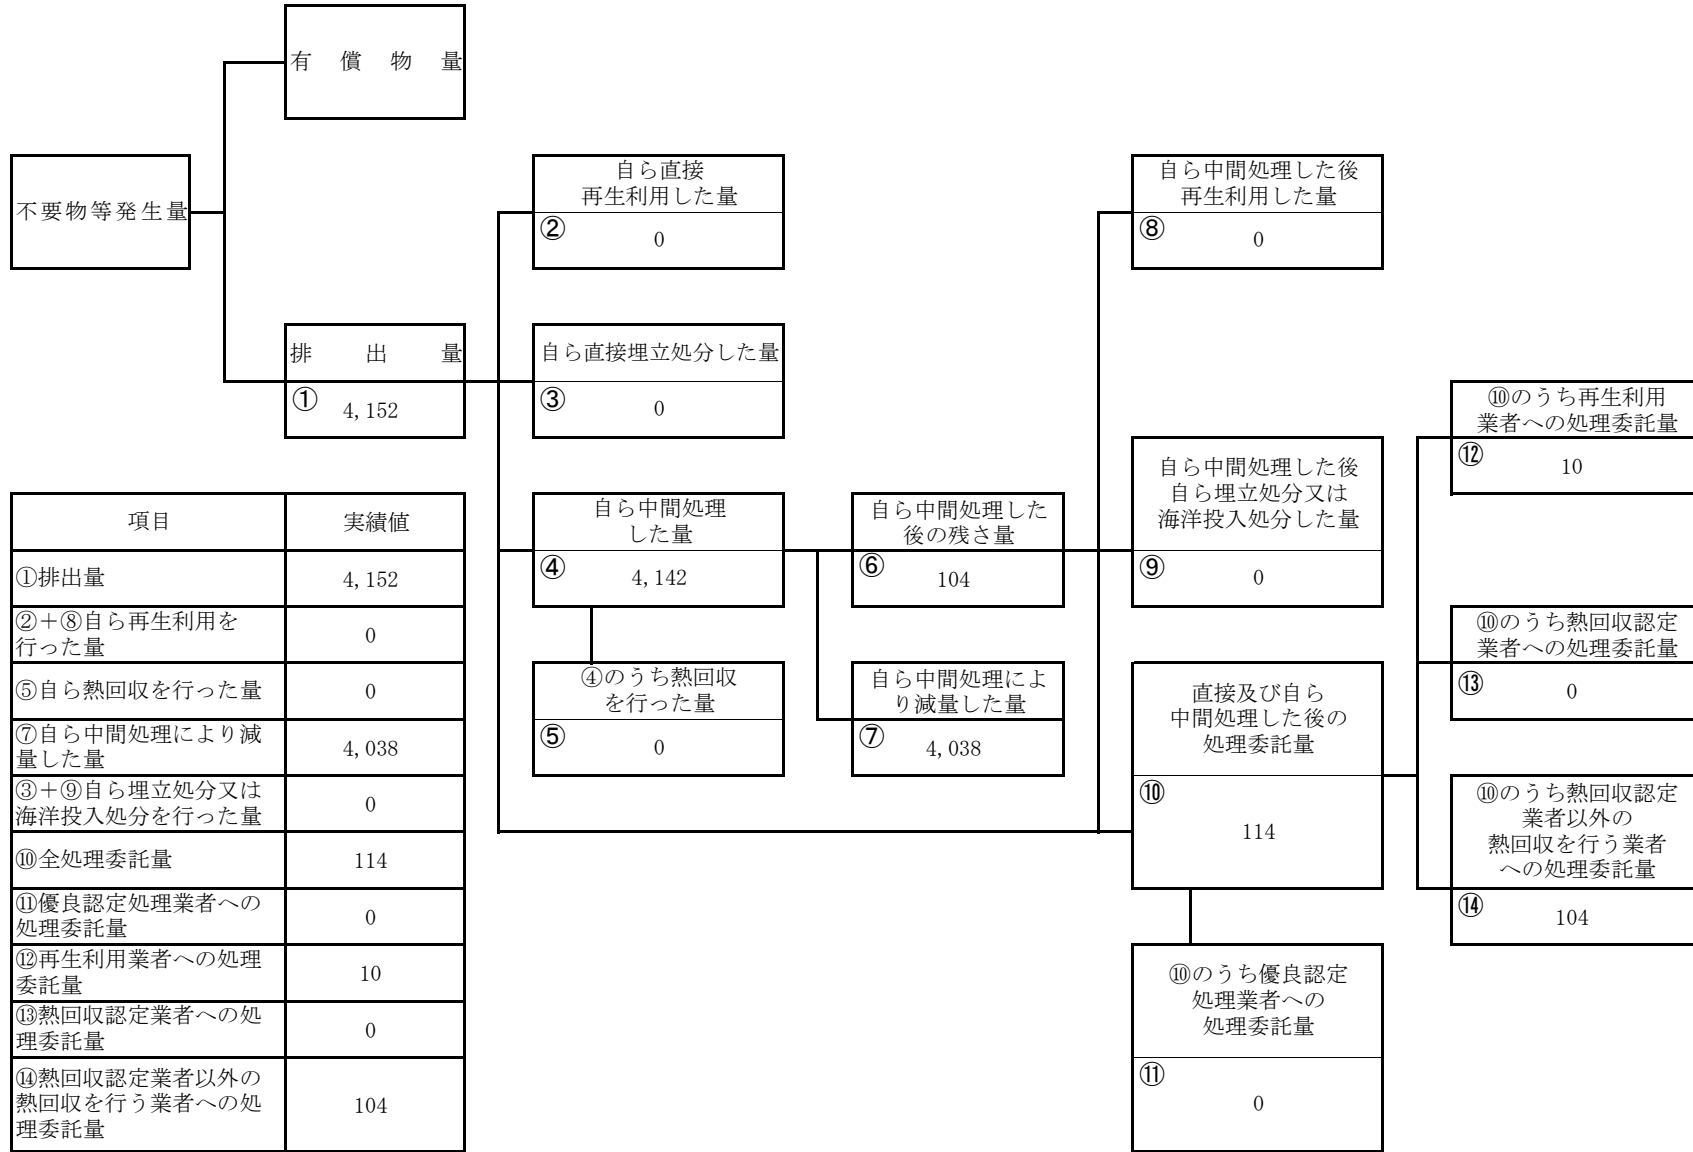 有償物量
不要物等発生量
排出量
① 4,152
自ら直接
再生利用した量
② 0
自ら直接埋立処分した量
③ 0
自ら中間処理
した量
④ 4,142
④のうち熱回収
を行った量
⑤ 0
自ら中間処理した
後の残さ量
⑥ 104
自ら中間処理によ
り減量した量
⑦ 4,038
自ら中間処理した後
再生利用した量
⑧ 0
自ら中間処理した後
自ら埋立処分又は
海洋投入処分した量
⑨ 0
直接及び自ら
中間処理した後の
処理委託量
⑩
114
⑩のうち優良認定
処理業者への
処理委託量
⑪
0
⑩のうち再生利用
業者への処理委託量
⑫ 10
⑩のうち熱回収認定
業者への処理委託量
⑬ 0
⑩のうち熱回収認定
業者以外の
熱回収を行う業者
への処理委託量
⑭ 104
項目 実績値
①排出量 4,152
②＋⑧自ら再生利用を
行った量 0
⑤自ら熱回収を行った量 0
⑦自ら中間処理により減
量した量 4,038
③＋⑨自ら埋立処分又は
海洋投入処分を行った量 0
⑩全処理委託量 114
⑪優良認定処理業者への
処理委託量 0
⑫再生利用業者への処理
委託量 10
⑬熱回収認定業者への処
理委託量 0
⑭熱回収認定業者以外の
熱回収を行う業者への処
理委託量 104